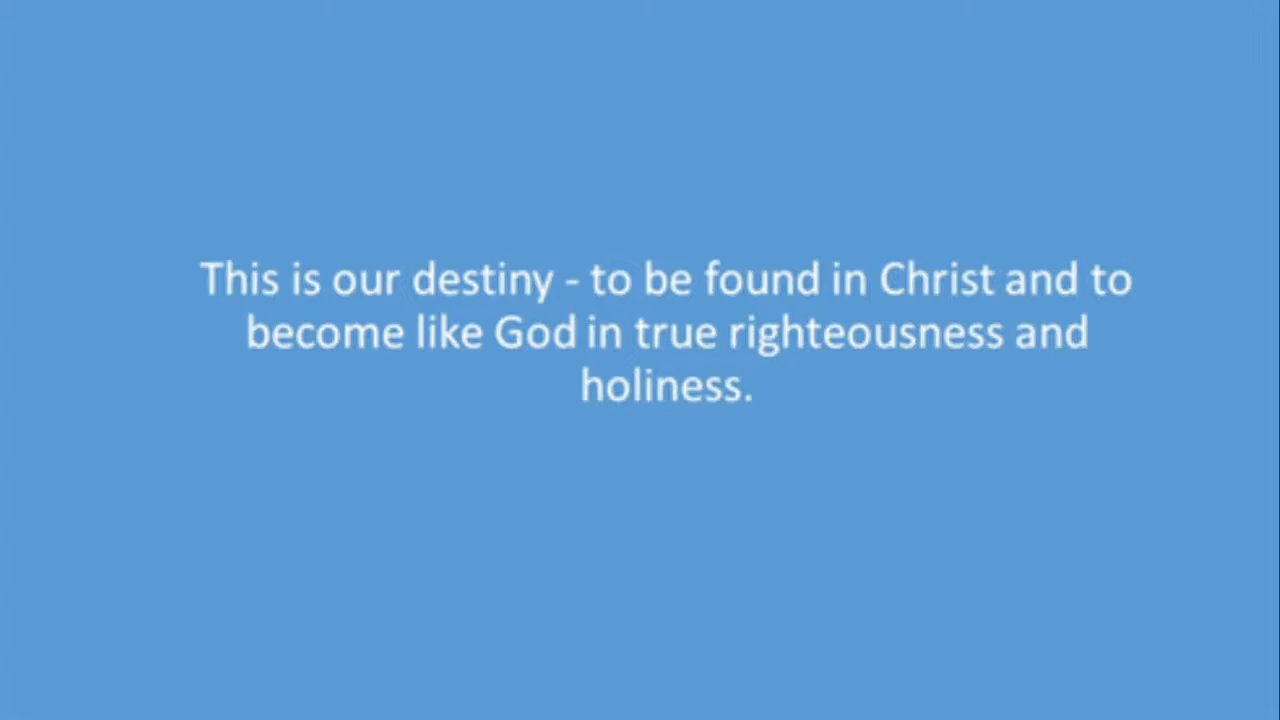 This is our destiny - to be found in Christ and to
become like God in true righteousness and
holiness.